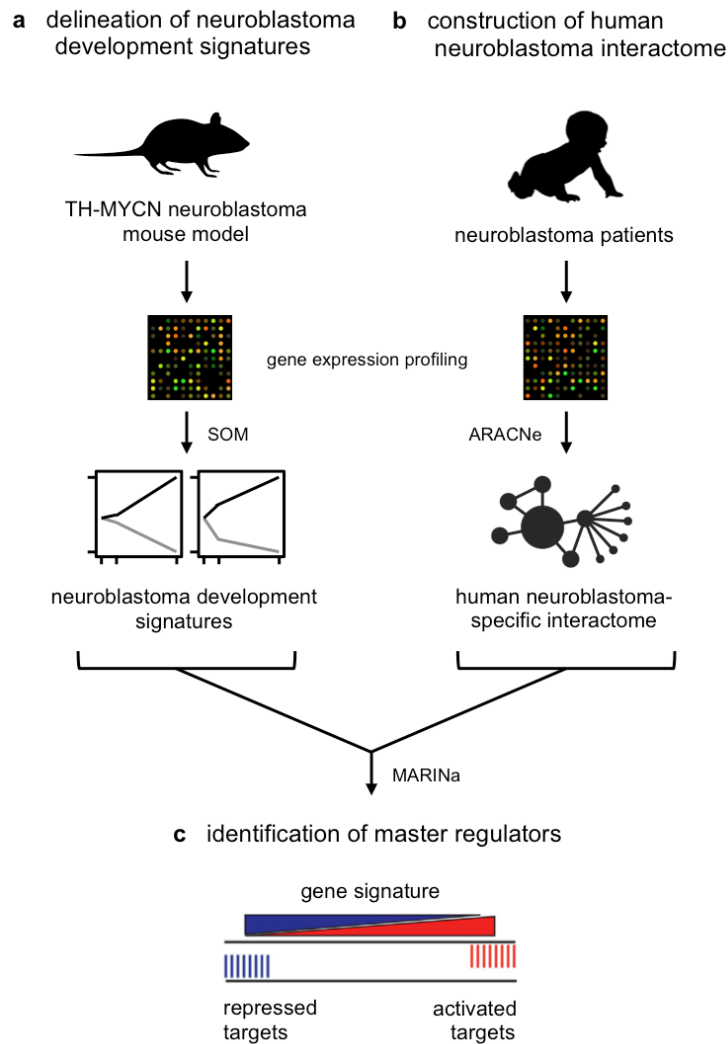 a delineation of neuroblastoma
development signatures
b construction of human
neuroblastoma interactome
TH-MYCN neuroblastoma
mouse model
neuroblastoma patients
gene expression profiling
SOM
ARACNe
neuroblastoma development
signatures
human neuroblastoma-
specific interactome
MARINa
c identification of master regulators
gene signature
repressed
targets
activated
targets